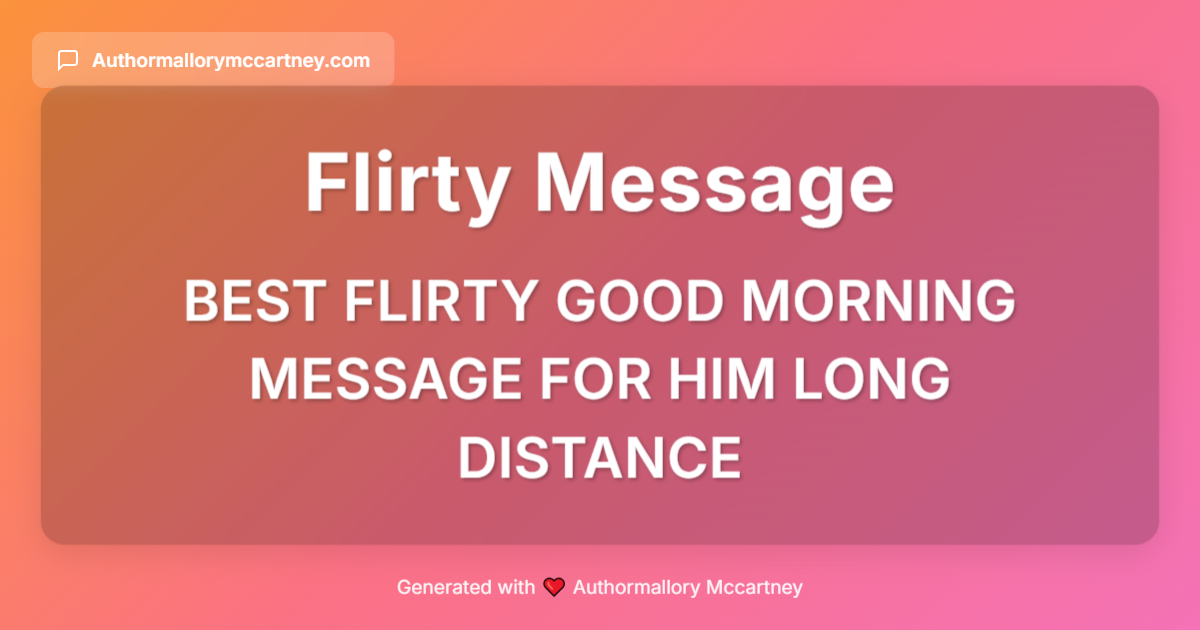 Authormallorymccartney.com
Flirty Message
BEST FLIRTY GOOD MORNING
MESSAGE FOR HIM LONG
DISTANCE
Generated with ❤️ Authormallory Mccartney